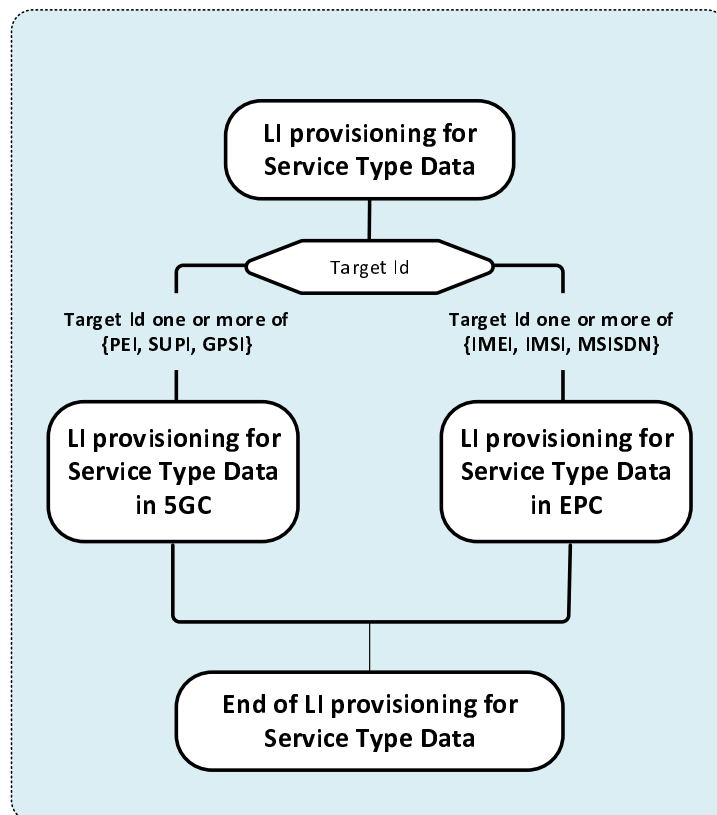 LI provisioning for
Service Type Data
Target Id
Target Id one or more of
{PEI, SUPI, GPSI}
Target Id one or more of
{IMEI, IMSI, MSISDN}
LI provisioning for
Service Type Data
in 5GC
LI provisioning for
Service Type Data
in EPC
End of LI provisioning for
Service Type Data